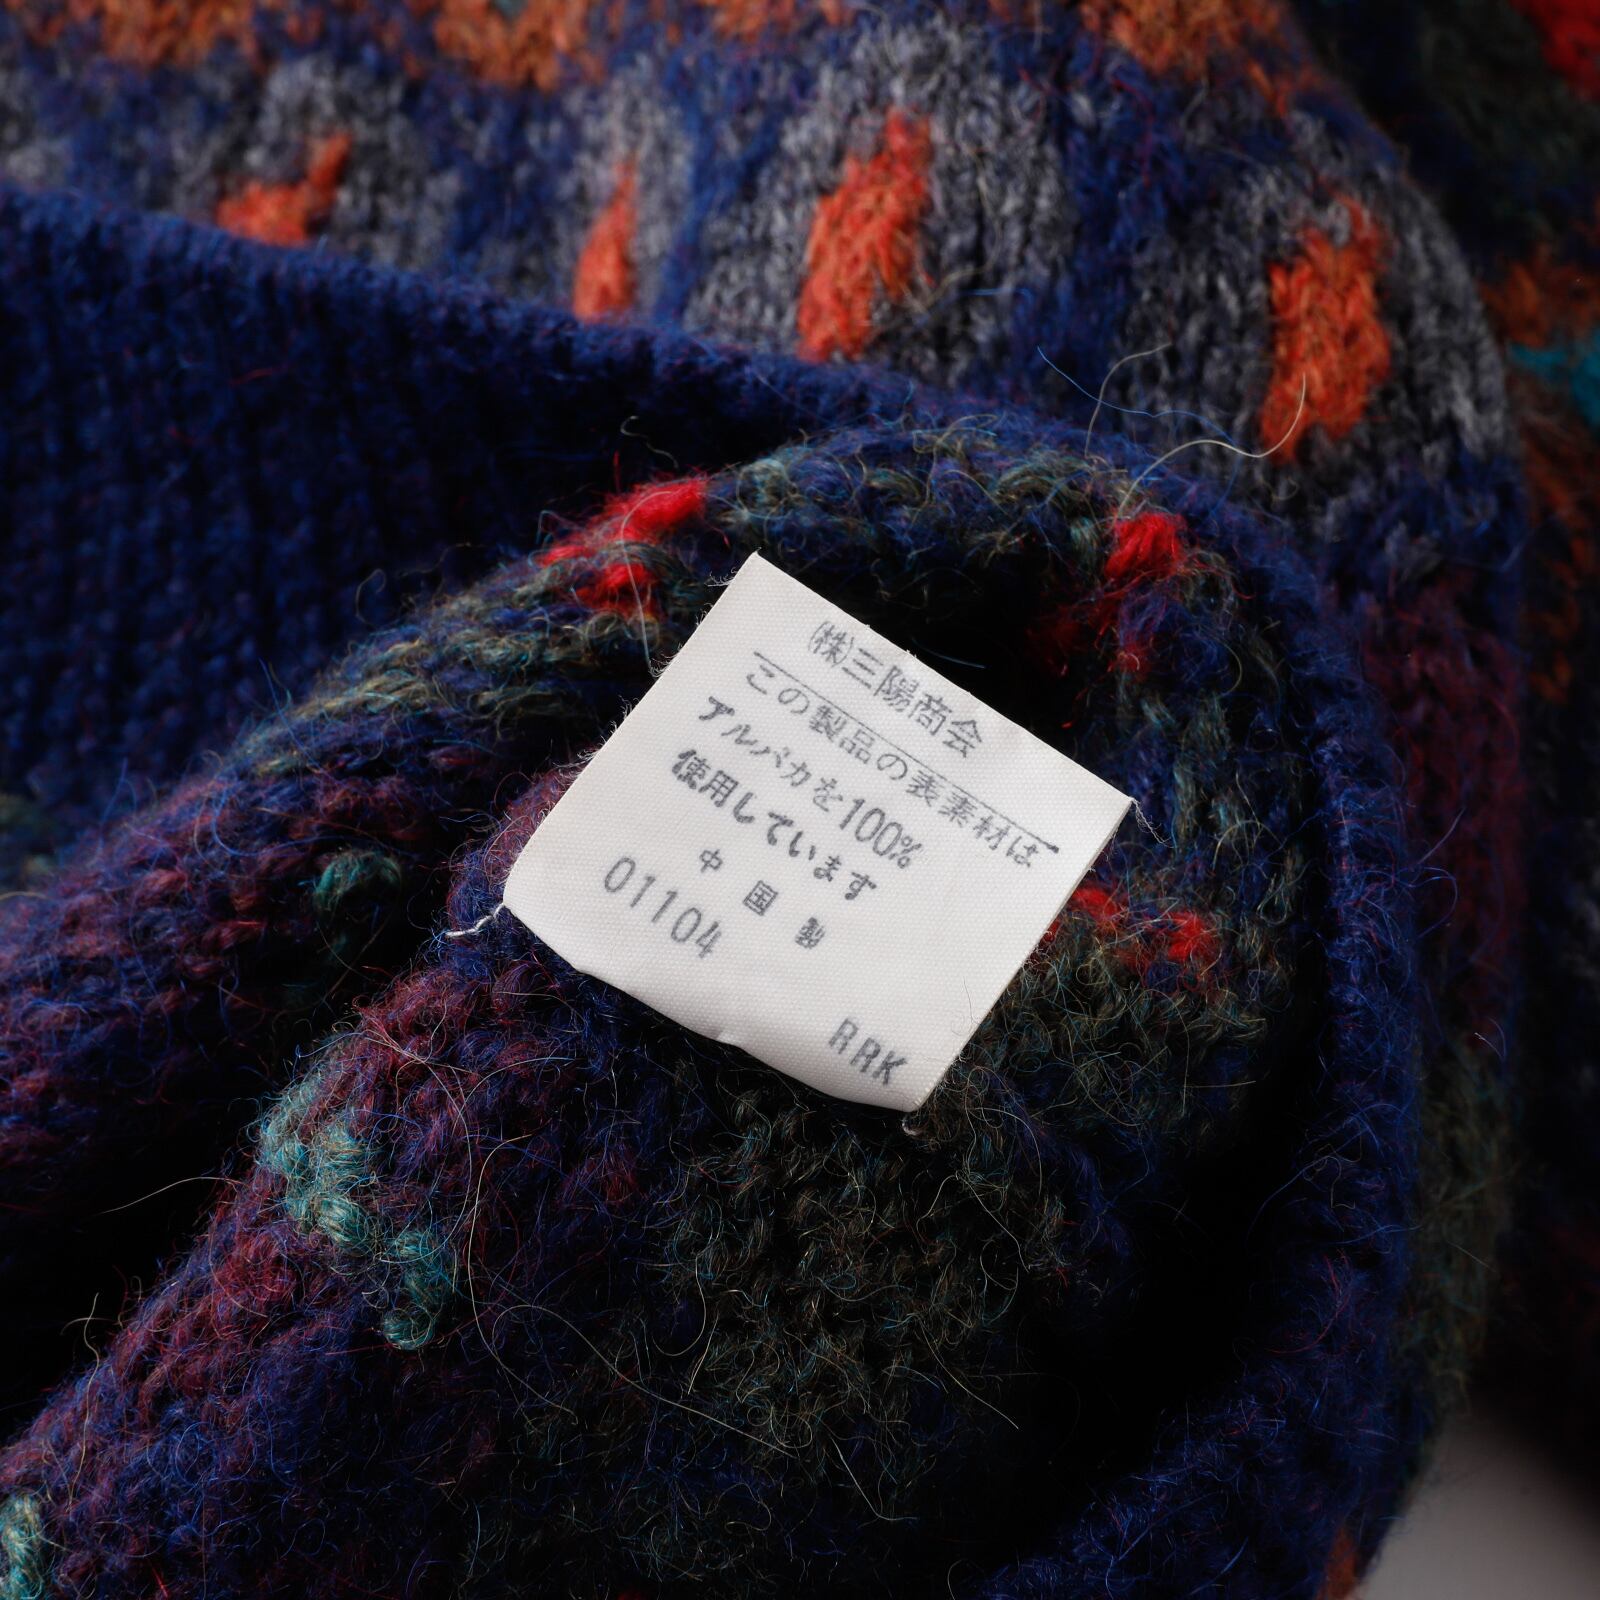 ㈱三陽商会
この製品の表素材は
アルパカを100%
使用しています
中国製
01104
RRK